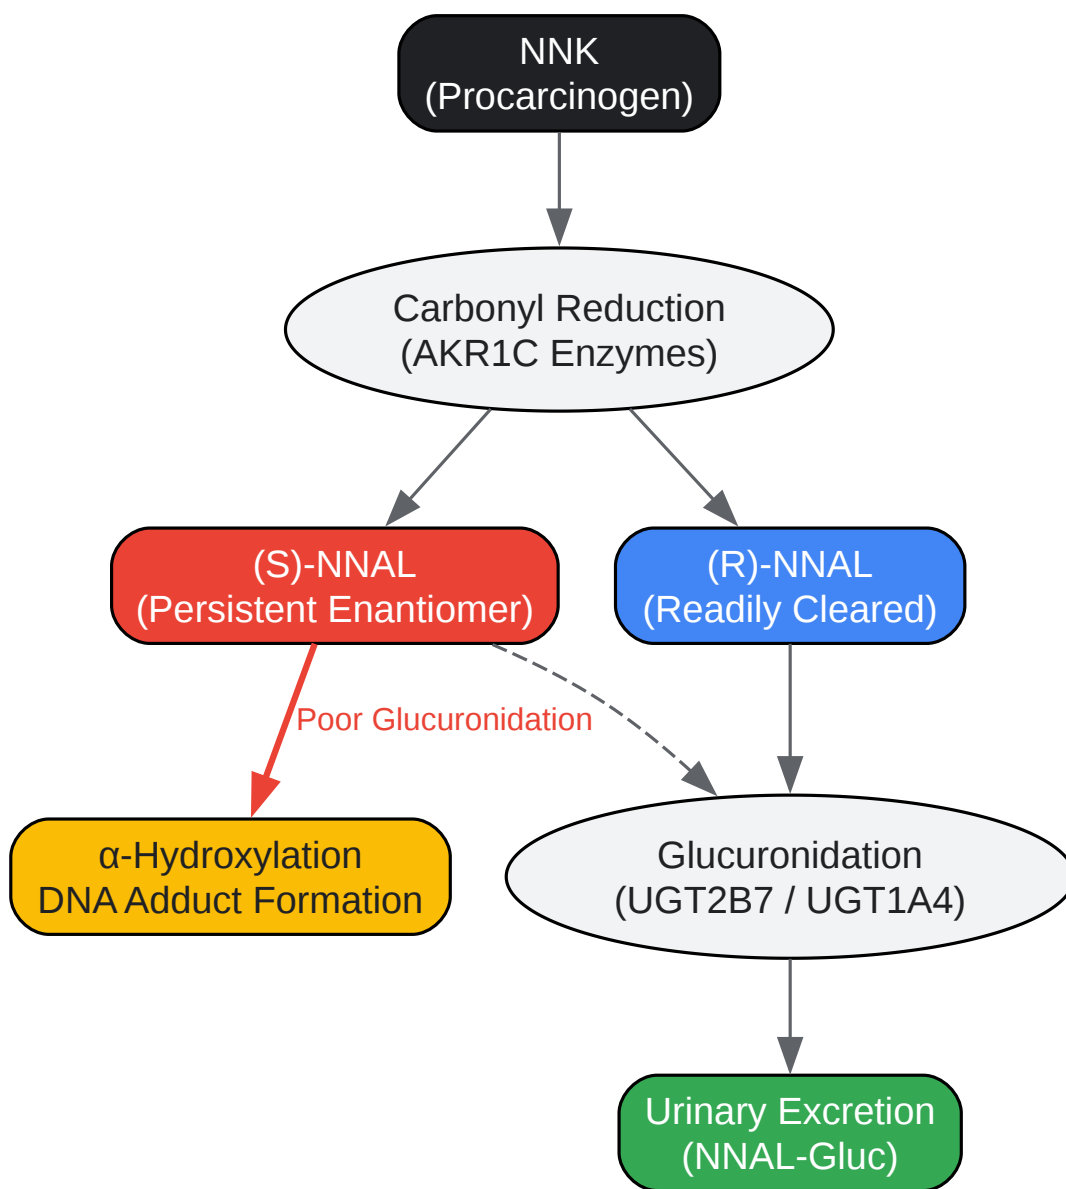 NNK
(Procarcinogen)
Carbonyl Reduction
(AKR1C Enzymes)
(S)-NNAL
(Persistent Enantiomer)
(R)-NNAL
(Readily Cleared)
Poor Glucuronidation
α-Hydroxylation
DNA Adduct Formation
Glucuronidation
(UGT2B7 / UGT1A4)
Urinary Excretion
(NNAL-Gluc)